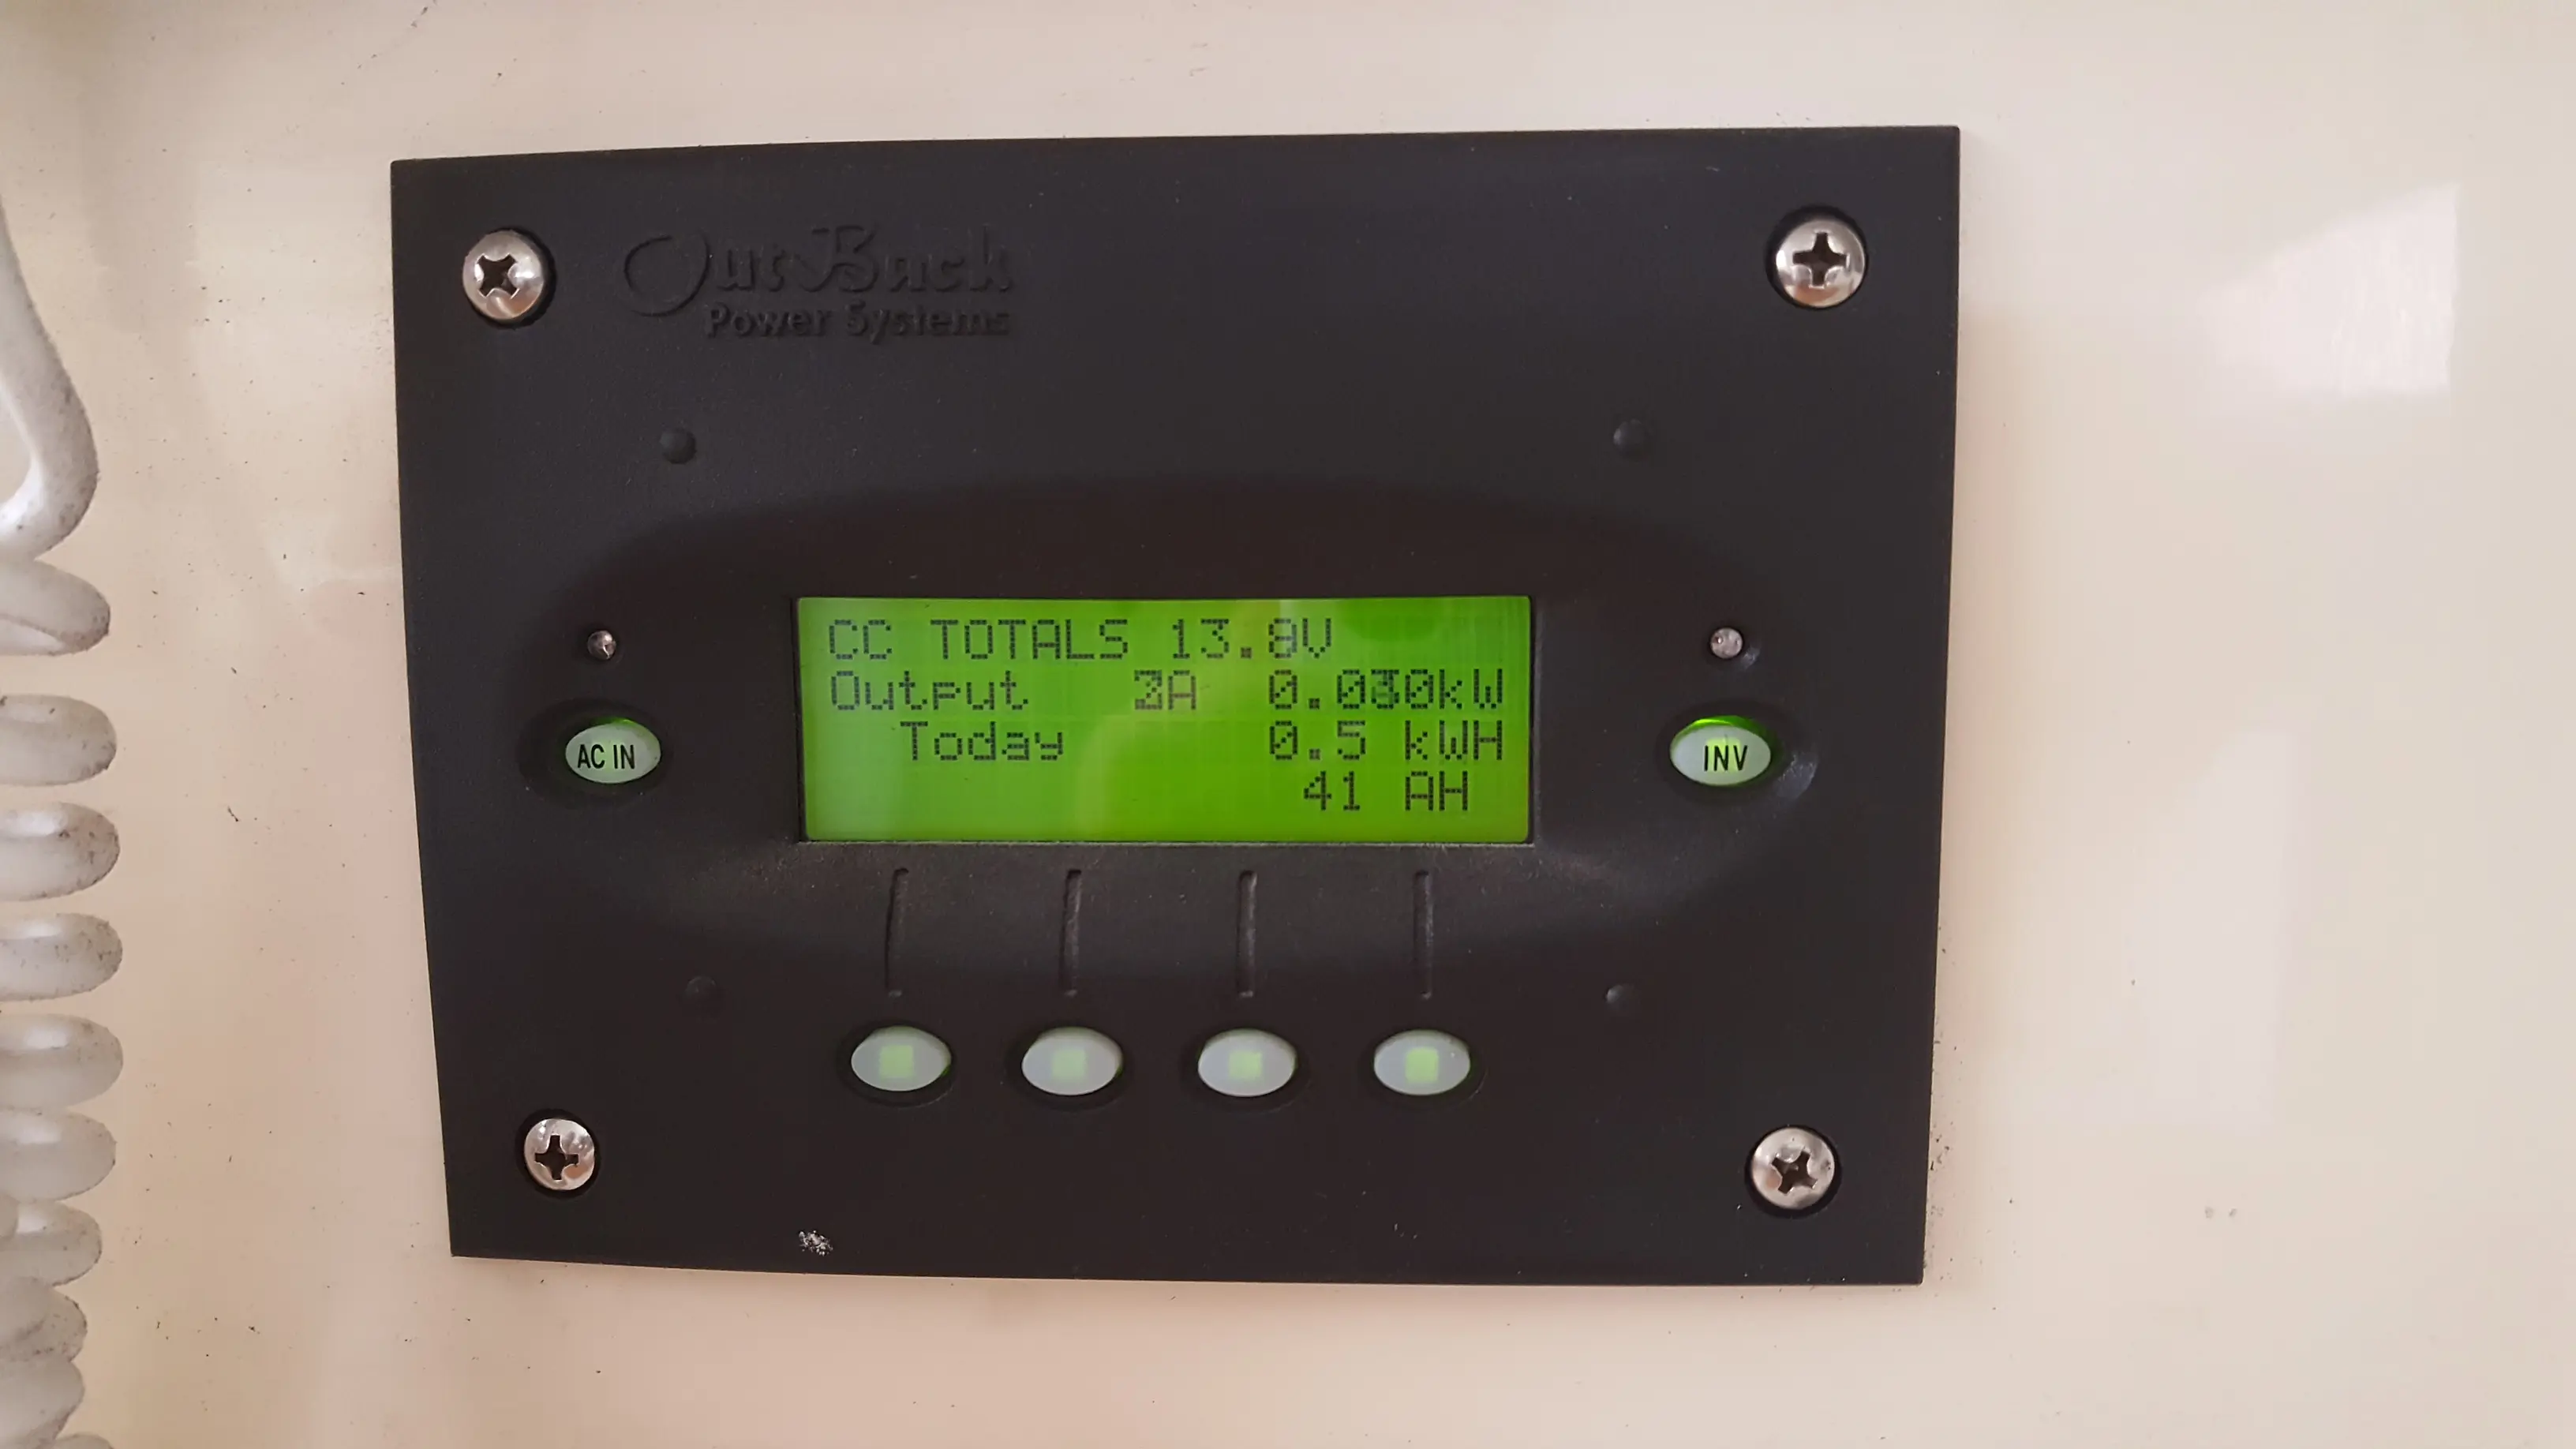 OutBack
Power Systems
CC TOTALS 13.8V
Output A 0.030kW
Today 0.5 kWH
41 AH
AC IN
INV